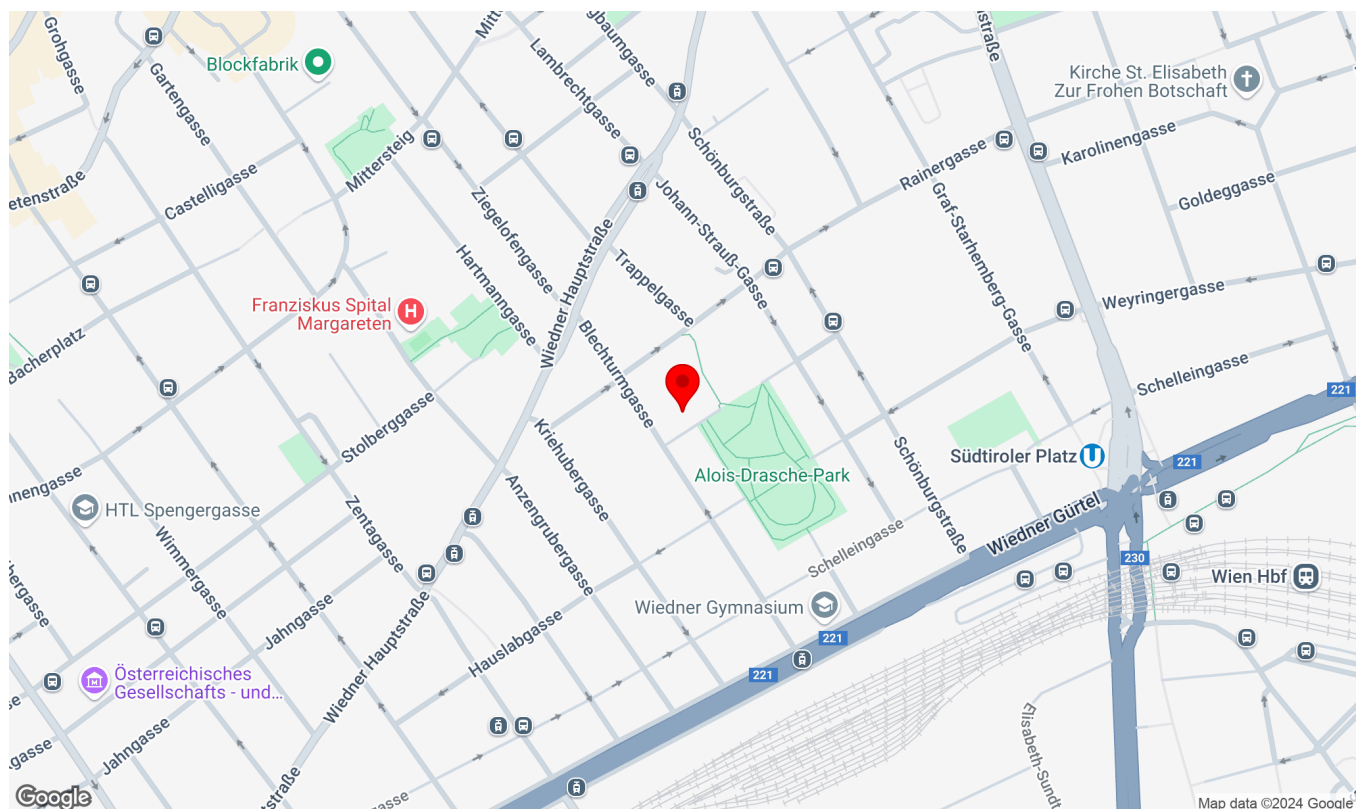 Grohgasse
Gartengasse
Blockfabrik
Lambrechtgasse
Kirche St. Elisabeth
Zur Frohen Botschaft
Mittersteig
Schönburgstraße
Rainergasse
Karolinengasse
Castelligasse
Ziegelofengasse
Johann-Strauß-Gasse
Graf-Starhemberg-Gasse
Goldeggasse
Hartmanngasse
Wiedner Hauptstraße
Trappelgasse
Weyringergasse
Franziskus Spital
Margareten
Bacherplatz
Blechturmgasse
Schelleingasse
221
Stolberggasse
Kriehubergasse
Südtiroler Platz
221
Alois-Drasche-Park
Schönburgstraße
HTL Spengergasse
Zentagasse
Anzengrubergasse
Wiedner Gürtel
Wimmergasse
Schelleingasse
230
Wien Hbf
Wiedner Gymnasium
Jahngasse
Wiedner Hauptstraße
Hauslabgasse
221
Österreichisches
Gesellschafts - und...
221
Jahngasse
Elisabeth-Sundt
Google
Map data ©2024 Google